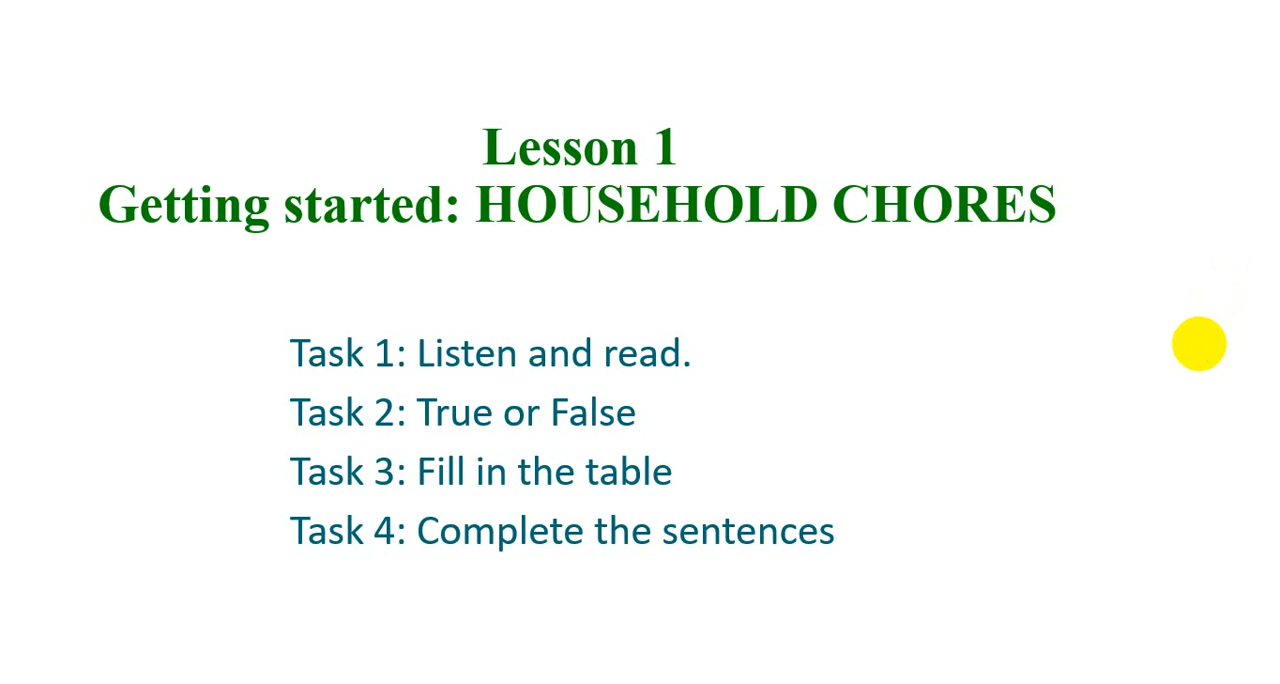 Lesson 1
Getting started: HOUSEHOLD CHORES
Task 1: Listen and read.
Task 2: True or False
Task 3: Fill in the table
Task 4: Complete the sentences